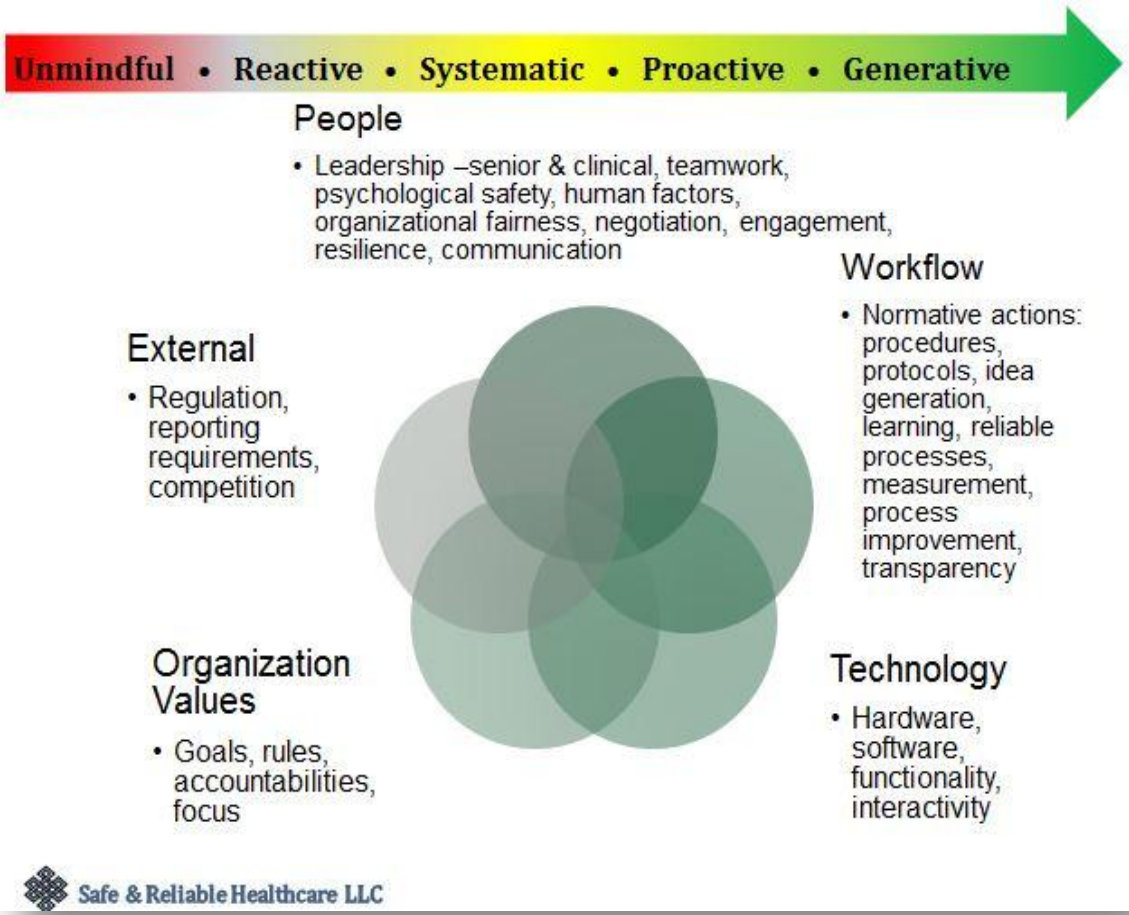 Unmindful • Reactive • Systematic • Proactive • Generative
People
• Leadership –senior & clinical, teamwork,
psychological safety, human factors,
organizational fairness, negotiation, engagement,
resilience, communication
Workflow
• Normative actions:
procedures,
protocols, idea
generation,
learning, reliable
processes,
measurement,
process
improvement,
transparency
External
• Regulation,
reporting
requirements,
competition
Organization
Values
• Goals, rules,
accountabilities,
focus
Technology
• Hardware,
software,
functionality,
interactivity
Safe & Reliable Healthcare LLC